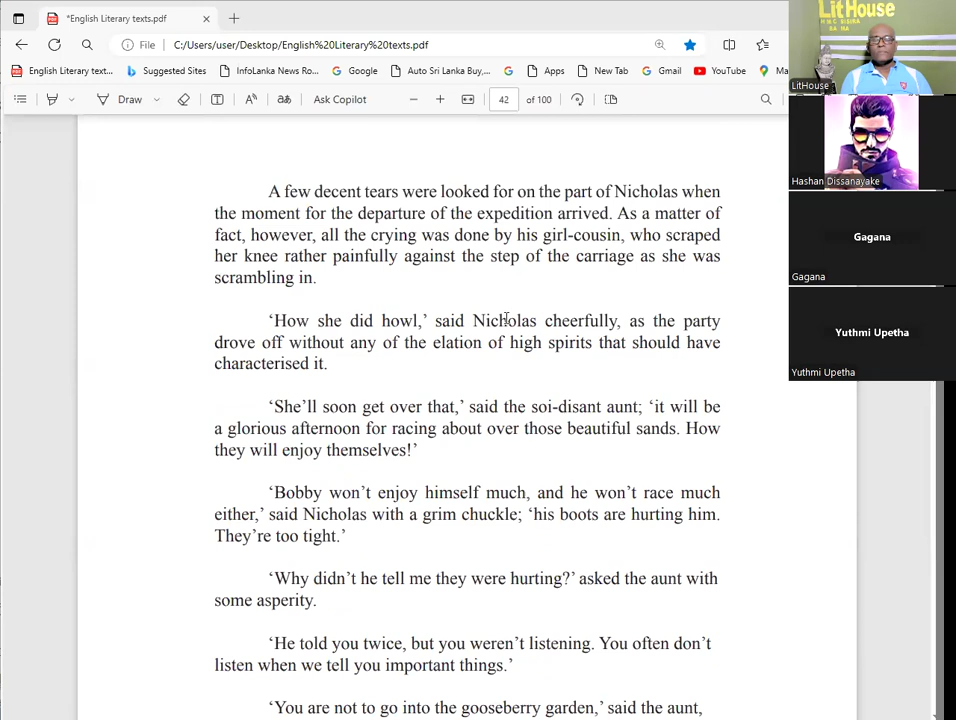 *English Literary texts.pdf
File
C:/Users/user/Desktop/English%20Literary%20texts.pdf
English Literary text...
Suggested Sites
InfoLanka News Ro...
Google
Auto Sri Lanka Buy,...
Apps
New Tab
Gmail
YouTube
Ma
Draw
Ask Copilot
42
of 100
A few decent tears were looked for on the part of Nicholas when
the moment for the departure of the expedition arrived. As a matter of
fact, however, all the crying was done by his girl-cousin, who scraped
her knee rather painfully against the step of the carriage as she was
scrambling in.
‘How she did howl,’ said Nicholas cheerfully, as the party
drove off without any of the elation of high spirits that should have
characterised it.
‘She’ll soon get over that,’ said the soi-disant aunt; ‘it will be
a glorious afternoon for racing about over those beautiful sands. How
they will enjoy themselves!’
‘Bobby won’t enjoy himself much, and he won’t race much
either,’ said Nicholas with a grim chuckle; ‘his boots are hurting him.
They’re too tight.’
‘Why didn’t he tell me they were hurting?’ asked the aunt with
some asperity.
‘He told you twice, but you weren’t listening. You often don’t
listen when we tell you important things.’
‘You are not to go into the gooseberry garden,’ said the aunt,
LitHouse
LitHouse
Hashan Dissanayake
Gagana
Gagana
Yuthmi Upetha
Yuthmi Upetha